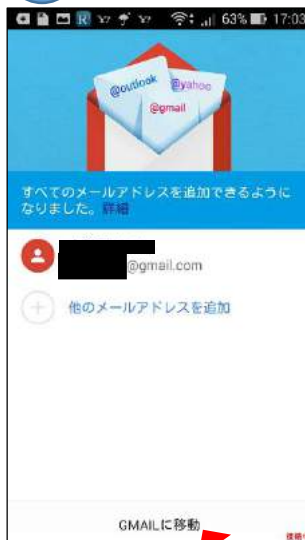 63% 17:03
@outlook
@yahoo
@gmail
すべてのメールアドレスを追加できるように
なりました。詳細
@gmail.com
他のメールアドレスを追加
GMAILに移動